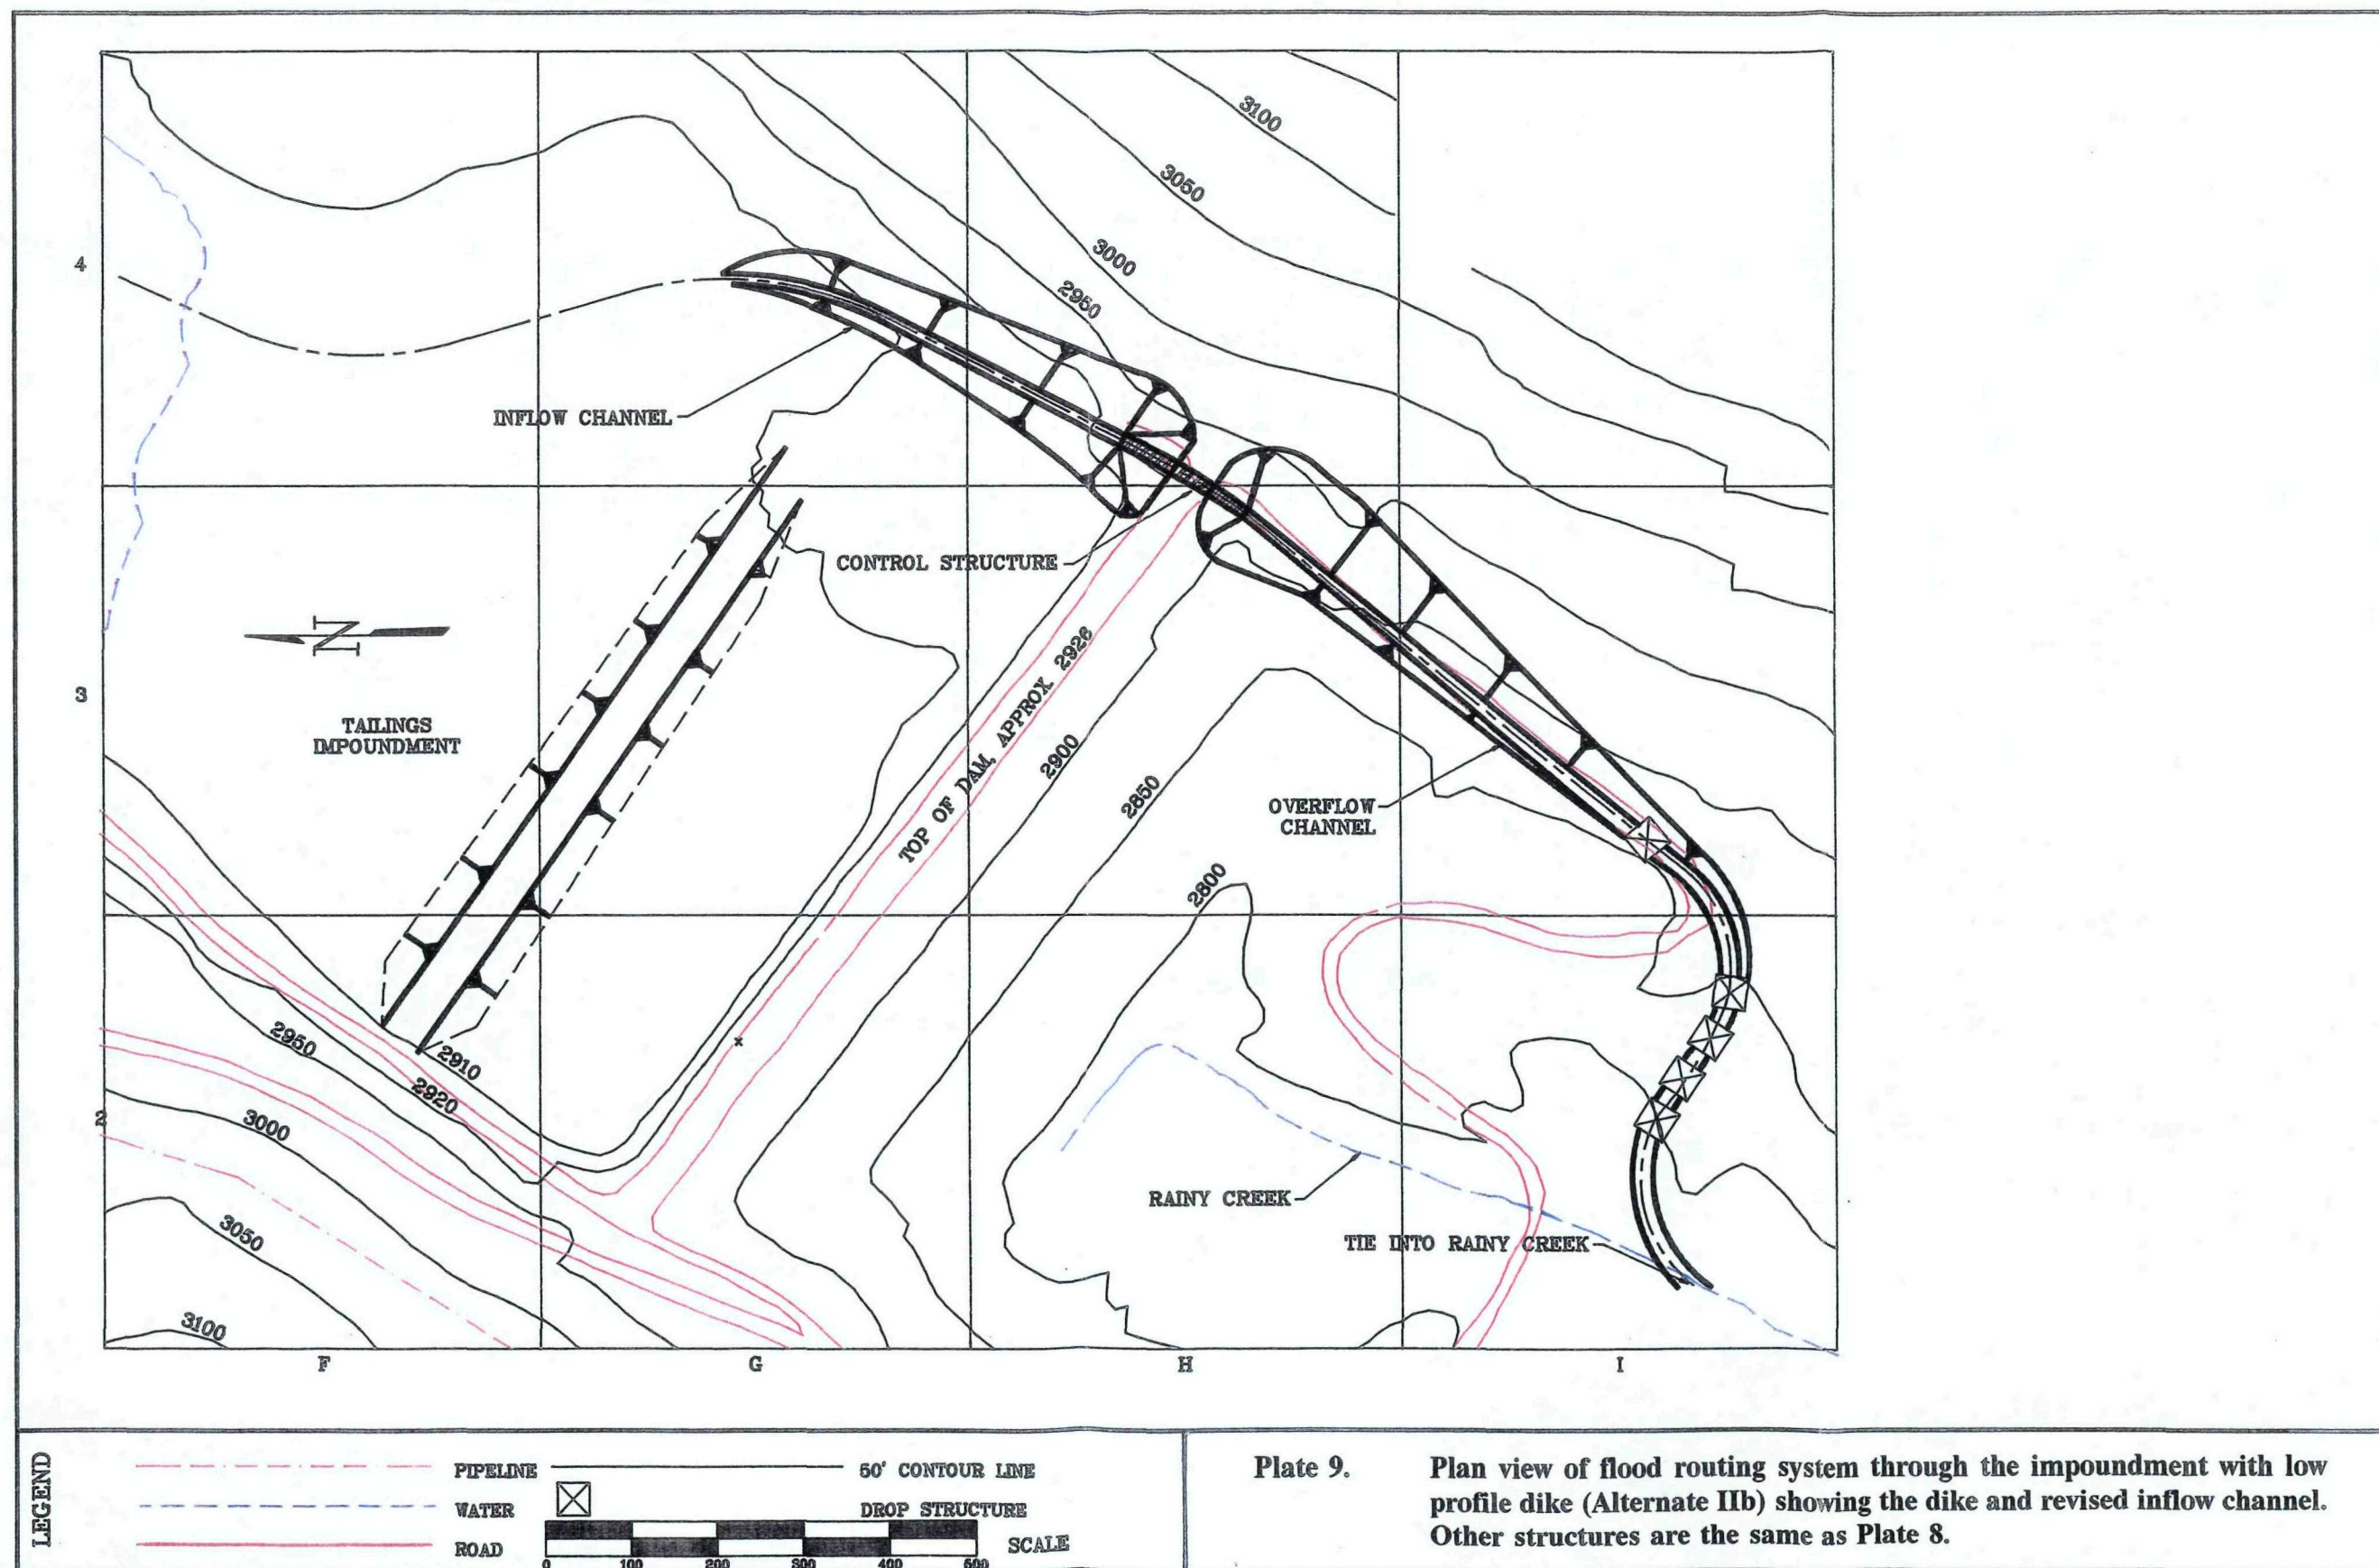 3100
3050
3000
2950
4
INFLOW CHANNEL
CONTROL STRUCTURE
N
3
TAILINGS
IMPOUNDMENT
TOP OF DAM, APPROX 2926
2900
2850
OVERFLOW
CHANNEL
2800
2950
2910
2920
2
3000
RAINY CREEK
3050
TIE INTO RAINY CREEK
3100
F
G
H
I
LEGEND
PIPELINE
50' CONTOUR LINE
WATER
DROP STRUCTURE
ROAD
SCALE
0 100 200 300 400 500
Plate 9. Plan view of flood routing system through the impoundment with low
profile dike (Alternate IIb) showing the dike and revised inflow channel.
Other structures are the same as Plate 8.